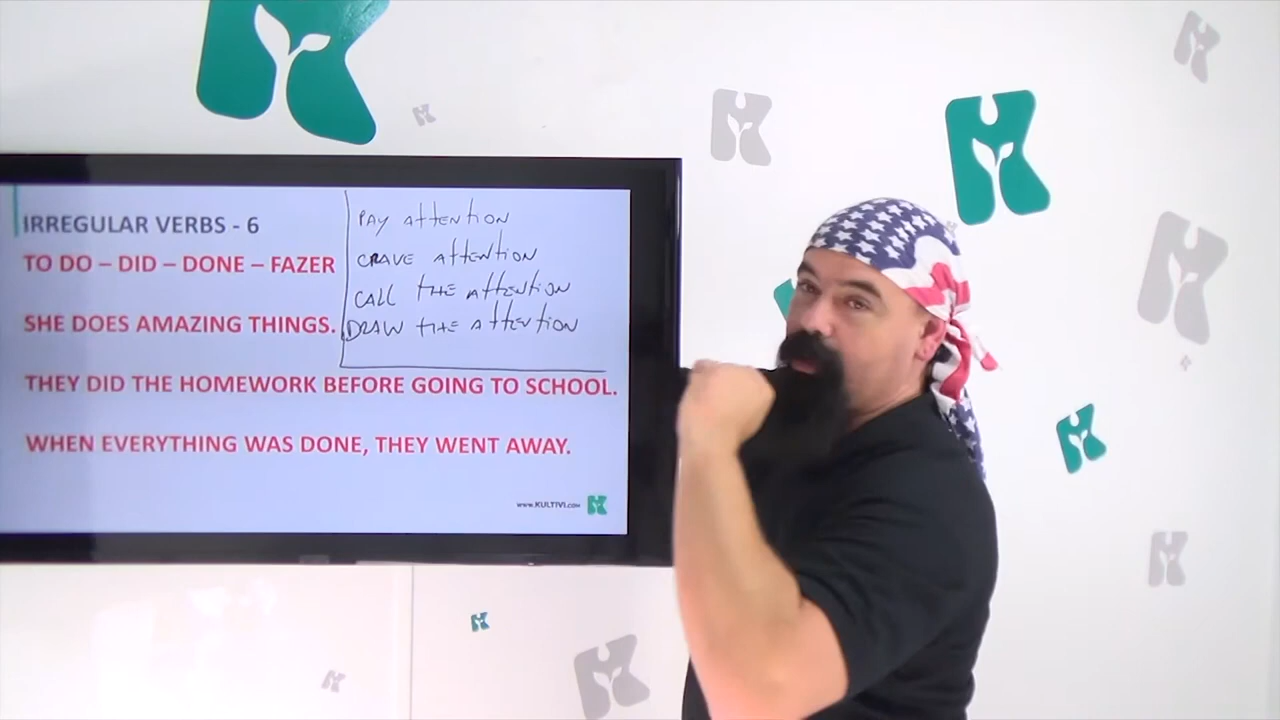 IRREGULAR VERBS - 6
TO DO – DID – DONE – FAZER
SHE DOES AMAZING THINGS.
PAY attention
CRAVE attention
CALL the attention
DRAW the attention
THEY DID THE HOMEWORK BEFORE GOING TO SCHOOL.
WHEN EVERYTHING WAS DONE, THEY WENT AWAY.
www.KULTIVI.com